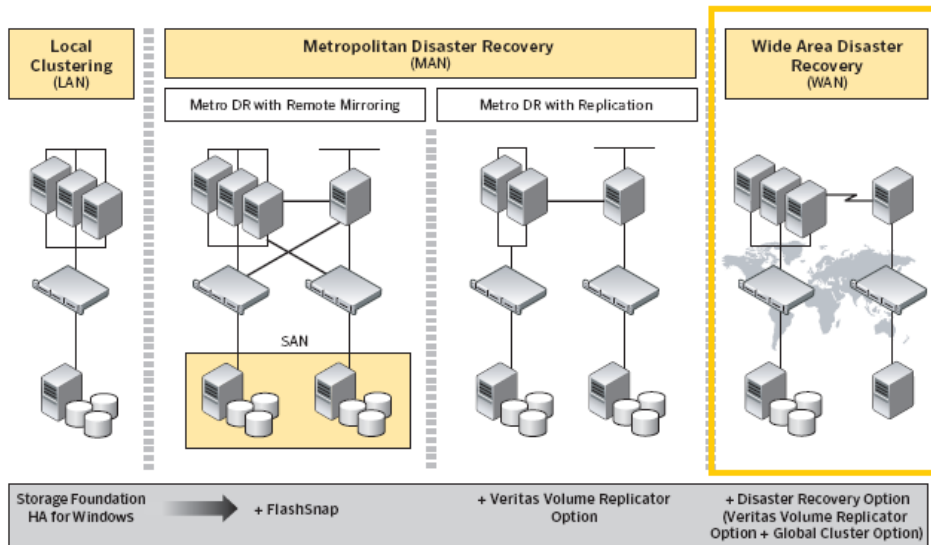 Local
Clustering
(LAN)
Metropolitan Disaster Recovery
(MAN)
Wide Area Disaster
Recovery
(WAN)
Metro DR with Remote Mirroring
Metro DR with Replication
SAN
Storage Foundation
HA for Windows
+ FlashSnap
+ Veritas Volume Replicator
Option
+ Disaster Recovery Option
(Veritas Volume Replicator
Option + Global Cluster Option)